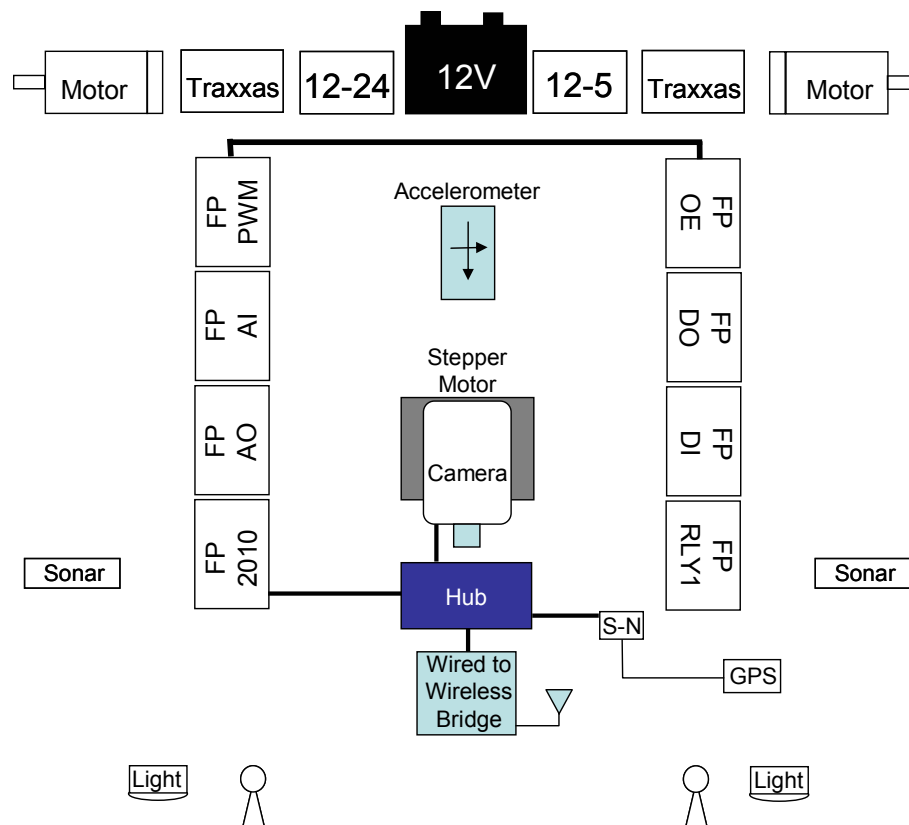 Motor
Traxxas
12-24
12V
12-5
Traxxas
Motor
FP
PWM
Accelerometer
FP
OE
FP
AI
FP
DO
Stepper
Motor
FP
AO
Camera
FP
DI
FP
2010
FP
RLY1
Sonar
Hub
Sonar
S-N
Wired to
Wireless
Bridge
GPS
Light
Light